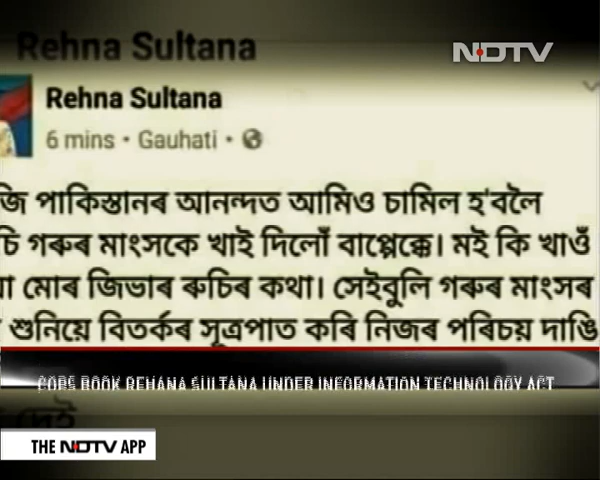 Rehna Sultana
NDTV
Rehna Sultana
6 mins • Gauhati •
জি পাকিস্তানৰ আনন্দত আমিও চামিল হ'বলৈ
চি গৰুৰ মাংসকে খাই দিলোঁ বাপ্পেক্কে। মই কি খাওঁ
া মোৰ জিভাৰ ৰুচিৰ কথা। সেইবুলি গৰুৰ মাংসৰ
শুনিয়ে বিতৰ্কৰ সূত্ৰপাত কৰি নিজৰ পৰিচয় দাঙি
COPS BOOK REHANA SULTANA UNDER INFORMATION TECHNOLOGY ACT
THE NDTV APP